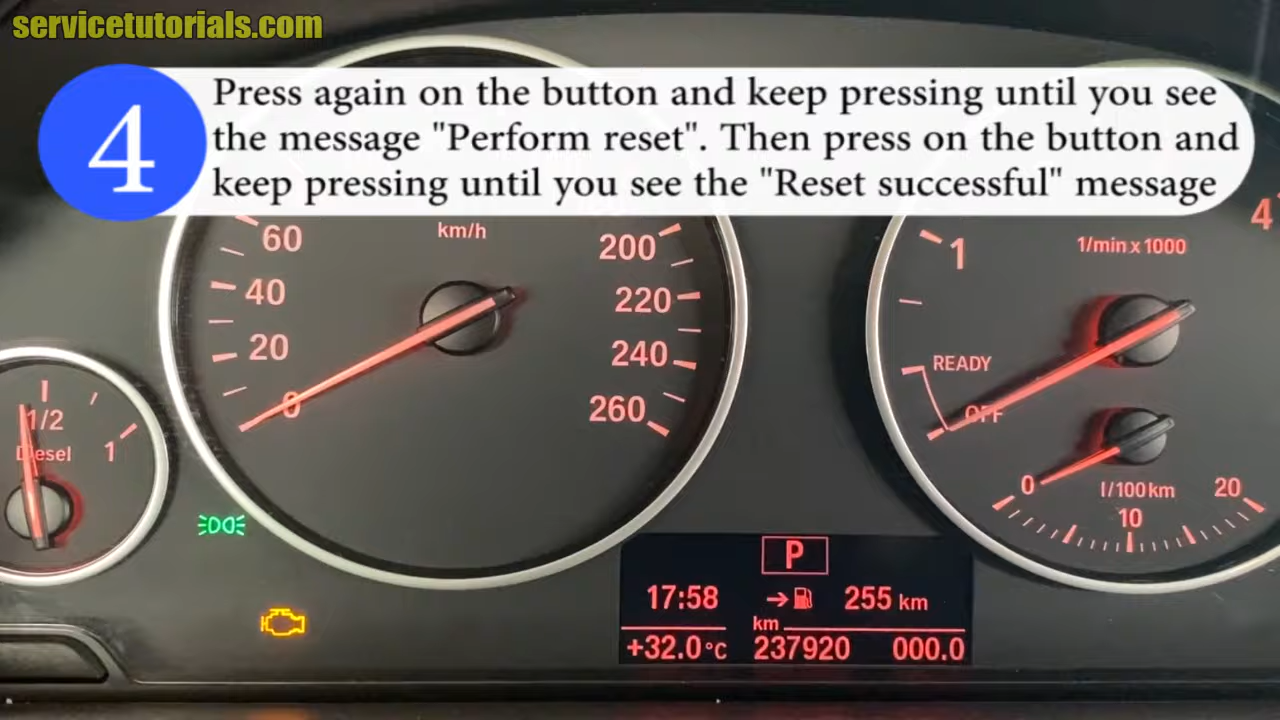 servicetutorials.com
4
Press again on the button and keep pressing until you see
the message "Perform reset". Then press on the button and
keep pressing until you see the "Reset successful" message
60
40
20
0
km/h
200
220
240
260
1
4
1/min x 1000
READY
OFF
1/2
Diesel
1
0
l/100 km
10
20
P
17:58
255 km
km
+32.0°C
237920
000.0